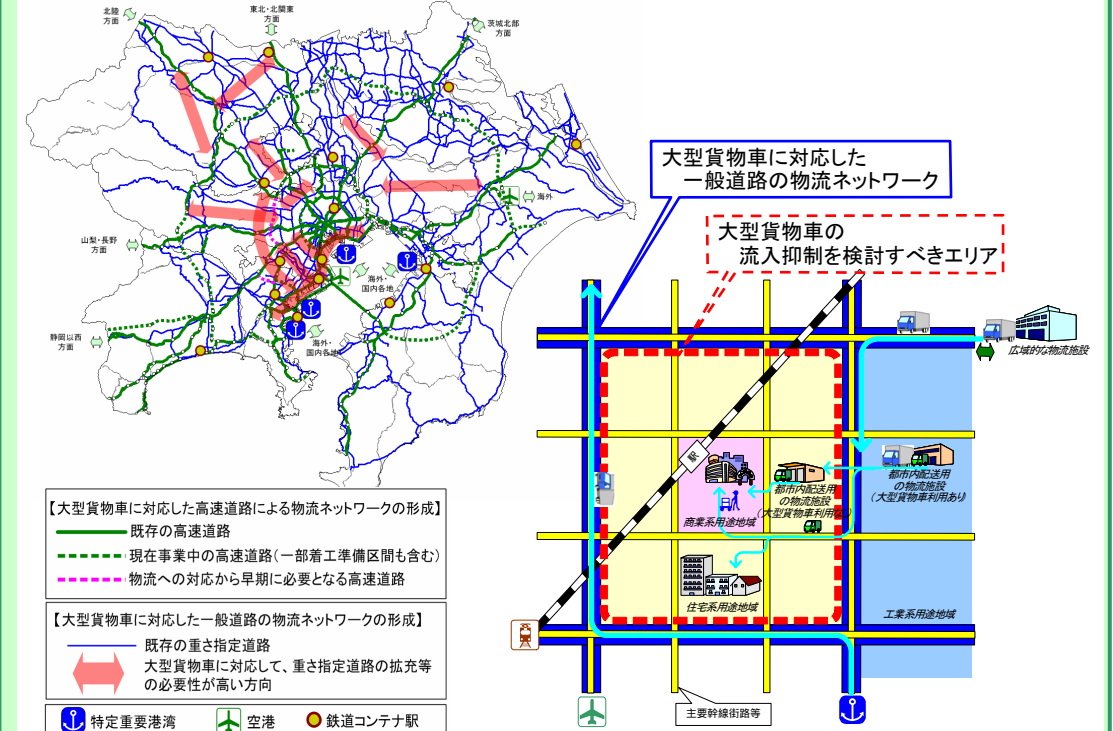 北陸
方面
東北・北関東
方面
茨城北部
方面
海外
山梨・長野
方面
海外・
国内各地
静岡以西
方面
海外・
国内各地
【大型貨物車に対応した高速道路による物流ネットワークの形成】
既存の高速道路
現在事業中の高速道路（一部着工準備区間も含む）
物流への対応から早期に必要となる高速道路
【大型貨物車に対応した一般道路の物流ネットワークの形成】
既存の重さ指定道路
大型貨物車に対応して、重さ指定道路の拡充等
の必要性が高い方向
特定重要港湾
空港
鉄道コンテナ駅
大型貨物車に対応した
一般道路の物流ネットワーク
大型貨物車の
流入抑制を検討すべきエリア
広域的な物流施設
駅
都市内配送用
の物流施設
（大型貨物車利用あり）
都市内配送用
の物流施設
（大型貨物車利用なし）
商業系用途地域
住宅系用途地域
工業系用途地域
主要幹線街路等